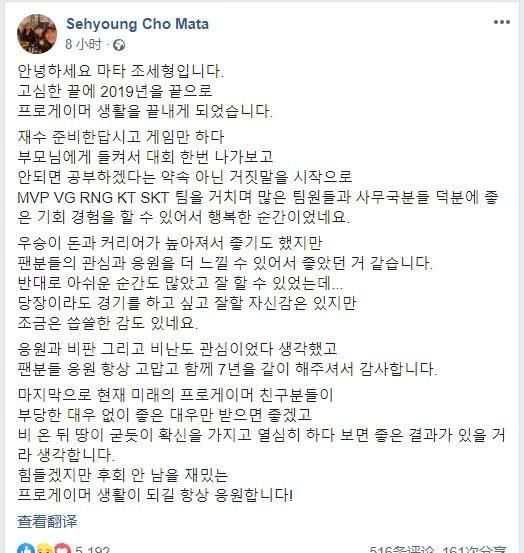 Sehyoung Cho Mata
8 小时
안녕하세요 마타 조세형입니다.
고심한 끝에 2019년을 끝으로
프로게이머 생활을 끝내게 되었습니다.
재수 준비한답시고 게임만 하다
부모님에게 들켜서 대회 한번 나가보고
안되면 공부하겠다는 약속 아닌 거짓말을 시작으로
MVP VG RNG KT SKT 팀을 거치며 많은 팀원들과 사무국분들 덕분에 좋
은 기회 경험을 할 수 있어서 행복한 순간이었네요.
우승이 돈과 커리어가 높아져서 좋기도 했지만
팬분들의 관심과 응원을 더 느낄 수 있어서 좋았던 거 같습니다.
반대로 아쉬운 순간도 많았고 잘 할 수 있었는데...
당장이라도 경기를 하고 싶고 잘할 자신감은 있지만
조금은 씁쓸한 감도 있네요.
응원과 비판 그리고 비난도 관심이었다 생각했고
팬분들 응원 항상 고맙고 함께 7년을 같이 해주셔서 감사합니다.
마지막으로 현재 미래의 프로게이머 친구분들이
부당한 대우 없이 좋은 대우만 받으면 좋겠고
비 온 뒤 땅이 굳듯이 확신을 가지고 열심히 하다 보면 좋은 결과가 있을 거
라 생각합니다.
힘들겠지만 후회 안 남을 재밌는
프로게이머 생활이 되길 항상 응원합니다!
查看翻译
5,192
516条评论 161次分享